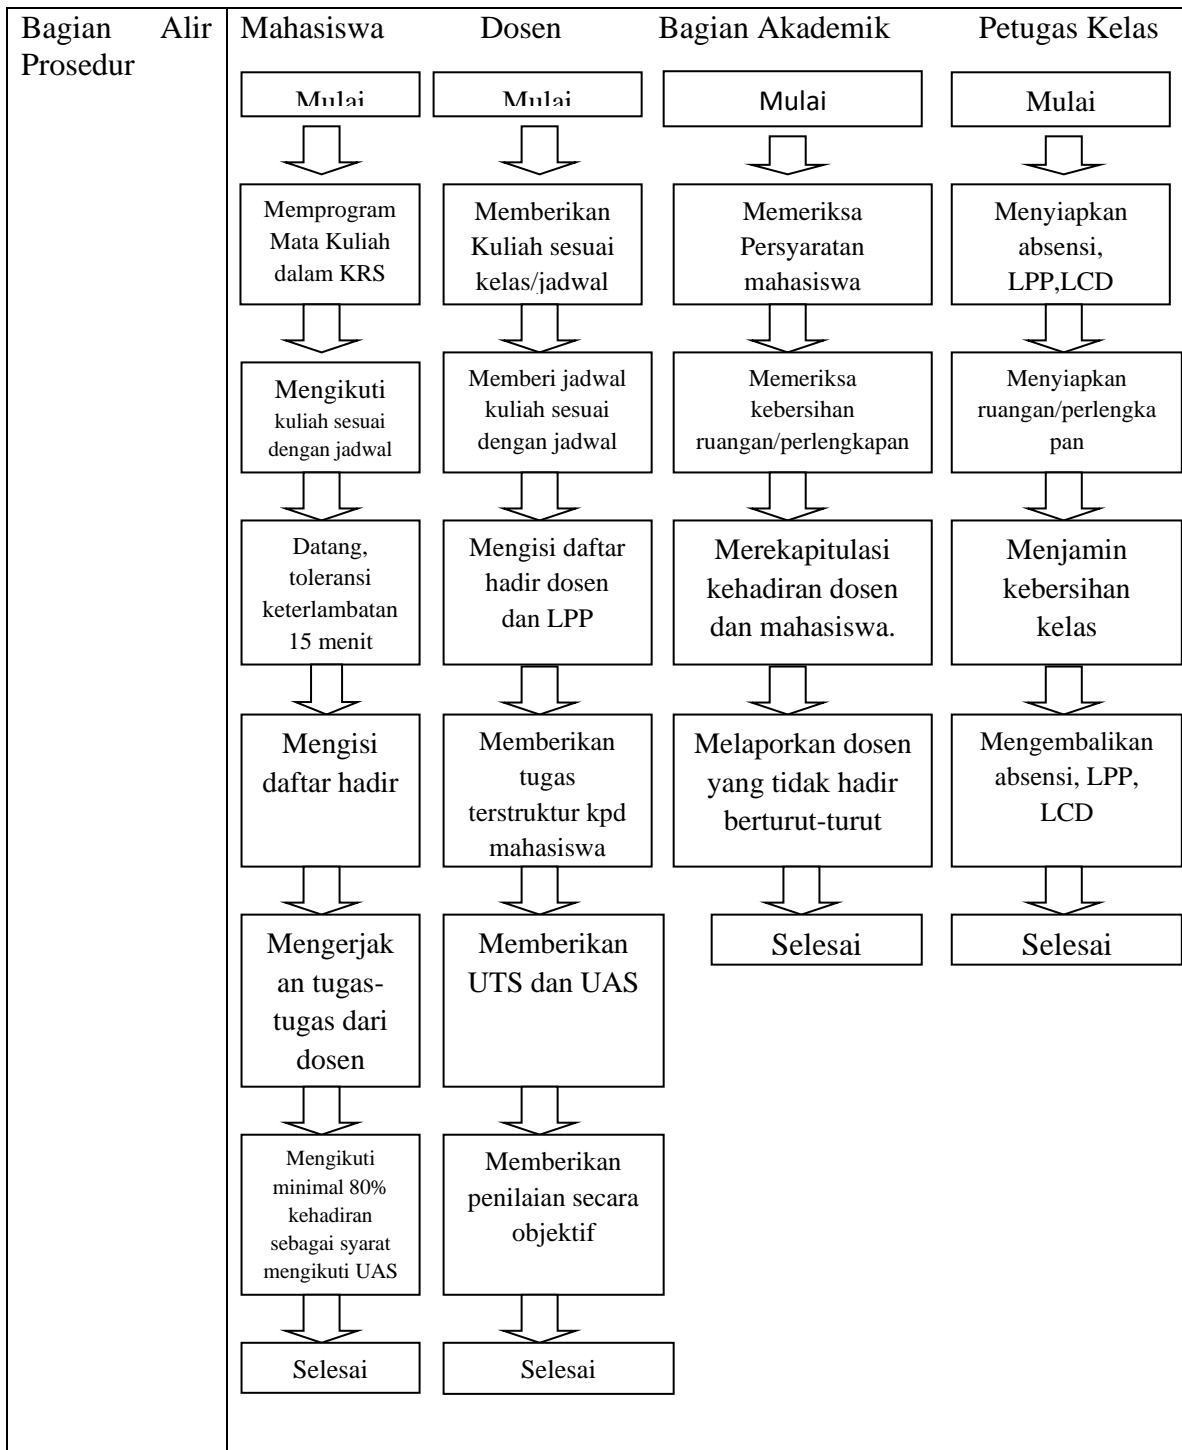 Bagian Alir
Prosedur
Mahasiswa Dosen Bagian Akademik Petugas Kelas
Mulai
Memprogram
Mata Kuliah
dalam KRS
Mengikuti
kuliah sesuai
dengan jadwal
Datang,
toleransi
keterlambatan
15 menit
Mengisi
daftar hadir
Mengerjak
an tugas-
tugas dari
dosen
Mengikuti
minimal 80%
kehadiran
sebagai syarat
mengikuti UAS
Selesai
Mulai
Memberikan
Kuliah sesuai
kelas/jadwal
Memberi jadwal
kuliah sesuai
dengan jadwal
Mengisi daftar
hadir dosen
dan LPP
Memberikan
tugas
terstruktur kpd
mahasiswa
Memberikan
UTS dan UAS
Memberikan
penilaian secara
objektif
Selesai
Mulai
Memeriksa
Persyaratan
mahasiswa
Memeriksa
kebersihan
ruangan/perlengkapan
Merekapitulasi
kehadiran dosen
dan mahasiswa.
Melaporkan dosen
yang tidak hadir
berturut-turut
Selesai
Mulai
Menyiapkan
absensi,
LPP,LCD
Menyiapkan
ruangan/perlengka
pan
Menjamin
kebersihan
kelas
Mengembalikan
absensi, LPP,
LCD
Selesai